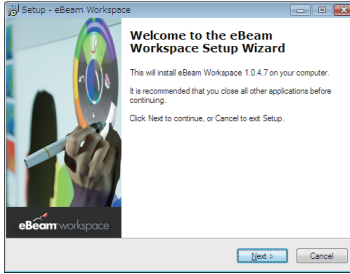 Setup - eBeam Workspace
Welcome to the eBeam
Workspace Setup Wizard
This will install eBeam Workspace 1.0.4.7 on your computer.
It is recommended that you close all other applications before
continuing.
Click Next to continue, or Cancel to exit Setup.
eBeam workspace
Next >
Cancel